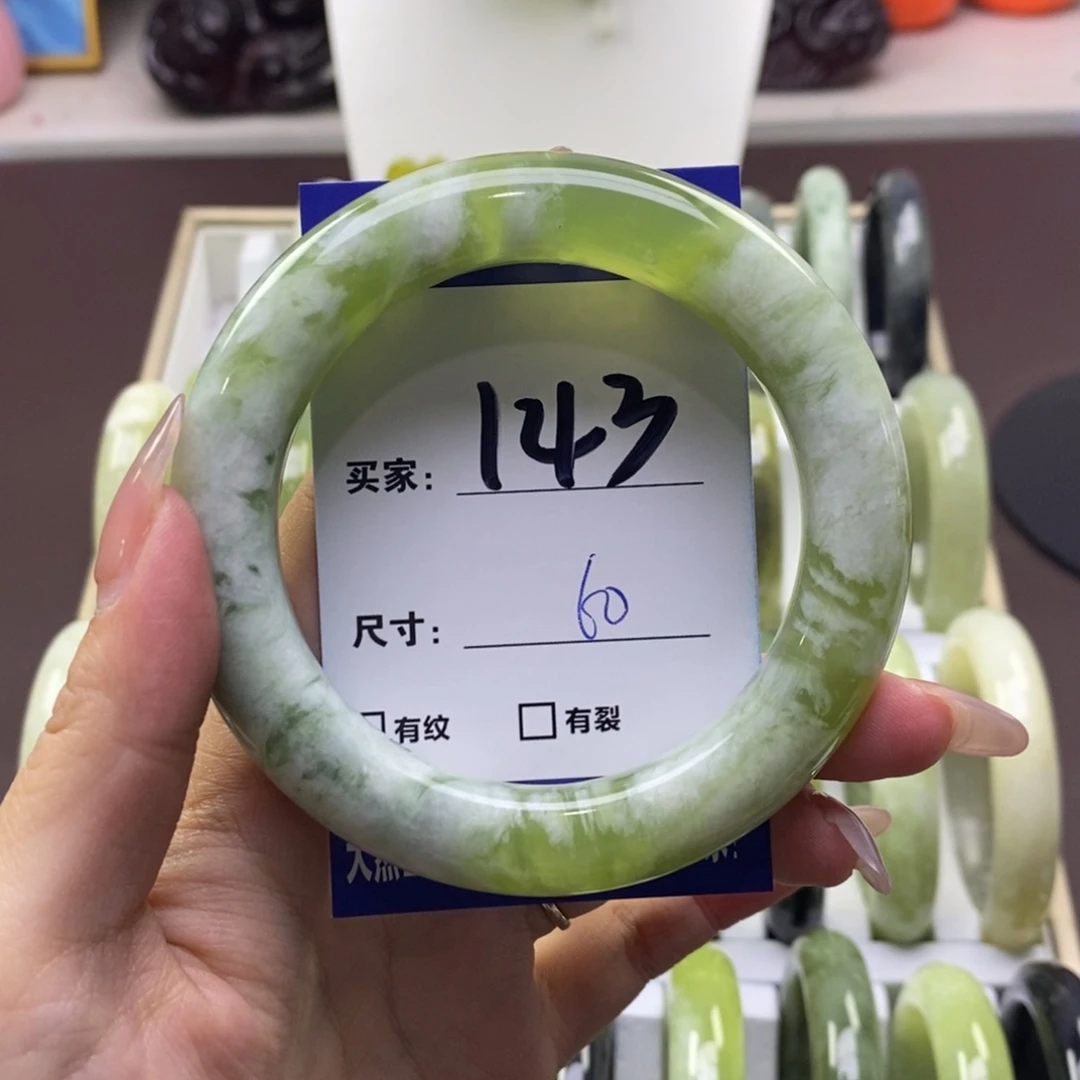 买家: 143
尺寸: 60
有纹 □有裂